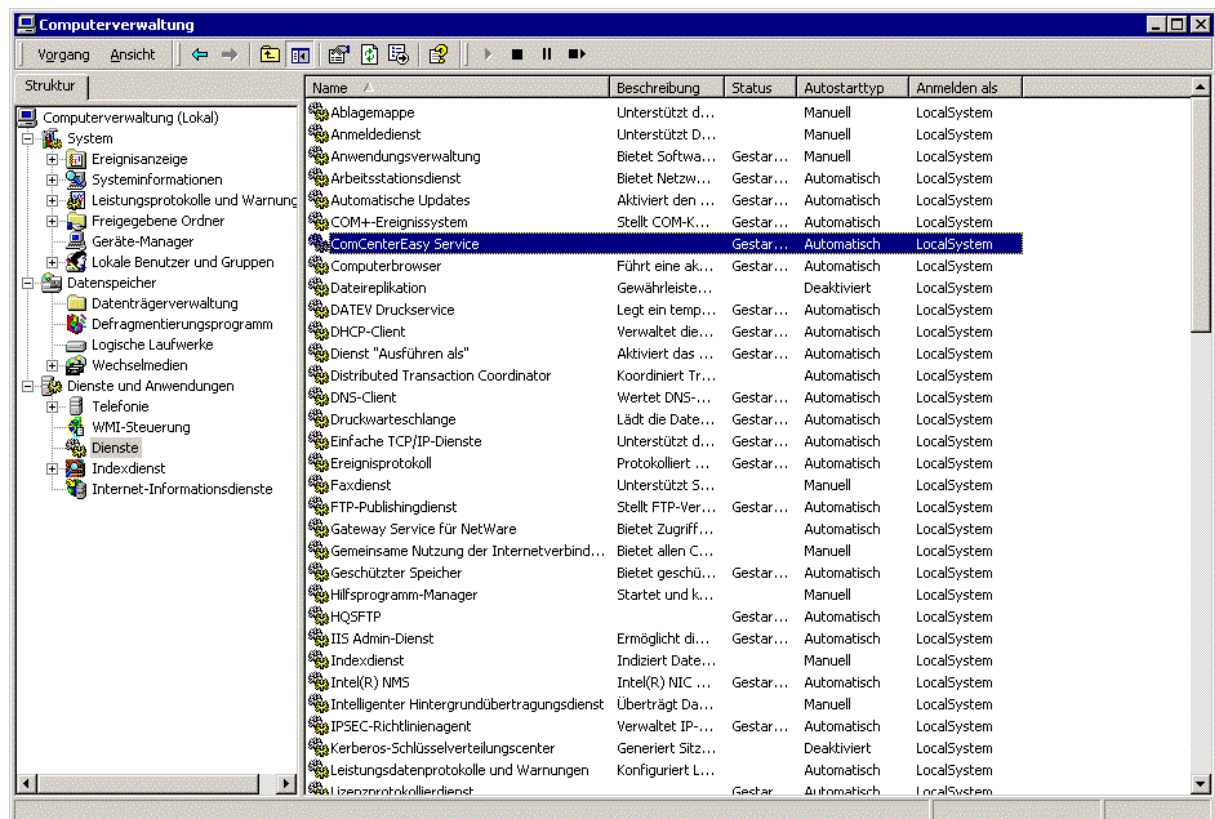 Computerverwaltung
Vorgang Ansicht
Struktur
Computerverwaltung (Lokal)
System
Ereignisanzeige
Systeminformationen
Leistungsprotokolle und Warnung
Freigegebene Ordner
Geräte-Manager
Lokale Benutzer und Gruppen
Datenspeicher
Datenträgerverwaltung
Defragmentierungsprogramm
Logische Laufwerke
Wechselmedien
Dienste und Anwendungen
Telefonie
WMI-Steuerung
Dienste
Indexdienst
Internet-Informationsdienste
Name Beschreibung Status Autostarttyp Anmelden als
Ablagemappe Unterstützt d... Manuell LocalSystem
Anmeldedienst Unterstützt D... Manuell LocalSystem
Anwendungsverwaltung Bietet Softwa... Gestar... Manuell LocalSystem
Arbeitsstationsdienst Bietet Netzw... Gestar... Automatisch LocalSystem
Automatische Updates Aktiviert den ... Gestar... Automatisch LocalSystem
COM+-Ereignissystem Stellt COM-K... Gestar... Automatisch LocalSystem
ComCenterEasy Service Gestar... Automatisch LocalSystem
Computerbrowser Führt eine ak... Gestar... Automatisch LocalSystem
Dateireplikation Gewährleiste... Deaktiviert LocalSystem
DATEV Druckservice Legt ein temp... Gestar... Automatisch LocalSystem
DHCP-Client Verwaltet die... Gestar... Automatisch LocalSystem
Dienst "Ausführen als" Aktiviert das ... Gestar... Automatisch LocalSystem
Distributed Transaction Coordinator Koordiniert Tr... Automatisch LocalSystem
DNS-Client Wertet DNS-... Gestar... Automatisch LocalSystem
Druckwarteschlange Lädt die Date... Gestar... Automatisch LocalSystem
Einfache TCP/IP-Dienste Unterstützt d... Gestar... Automatisch LocalSystem
Ereignisprotokoll Protokolliert ... Gestar... Automatisch LocalSystem
Faxdienst Unterstützt S... Manuell LocalSystem
FTP-Publishingdienst Stellt FTP-Ver... Gestar... Automatisch LocalSystem
Gateway Service für NetWare Bietet Zugriff... Automatisch LocalSystem
Gemeinsame Nutzung der Internetverbind... Bietet allen C... Manuell LocalSystem
Geschützter Speicher Bietet geschü... Gestar... Automatisch LocalSystem
Hilfsprogramm-Manager Startet und k... Manuell LocalSystem
HQSFTP Gestar... Automatisch LocalSystem
IIS Admin-Dienst Ermöglicht di... Gestar... Automatisch LocalSystem
Indexdienst Indiziert Date... Manuell LocalSystem
Intel(R) NMS Intel(R) NIC ... Gestar... Automatisch LocalSystem
Intelligenter Hintergrundübertragungsdienst Überträgt Da... Manuell LocalSystem
IPSEC-Richtlinienagent Verwaltet IP-... Gestar... Automatisch LocalSystem
Kerberos-Schlüsselverteilungscenter Generiert Sitz... Deaktiviert LocalSystem
Leistungsdatenprotokolle und Warnungen Konfiguriert L... Automatisch LocalSystem
Lizenzprotokollierdienst Gestar Automatisch LocalSystem